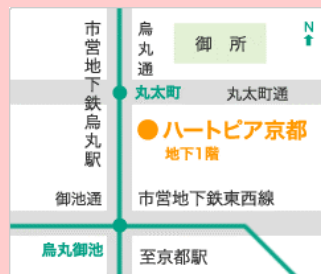 市営地下鉄烏丸駅
烏丸通
御所
N
丸太町
丸太町通
ハートピア京都
地下1階
御池通
市営地下鉄東西線
烏丸御池
至京都駅